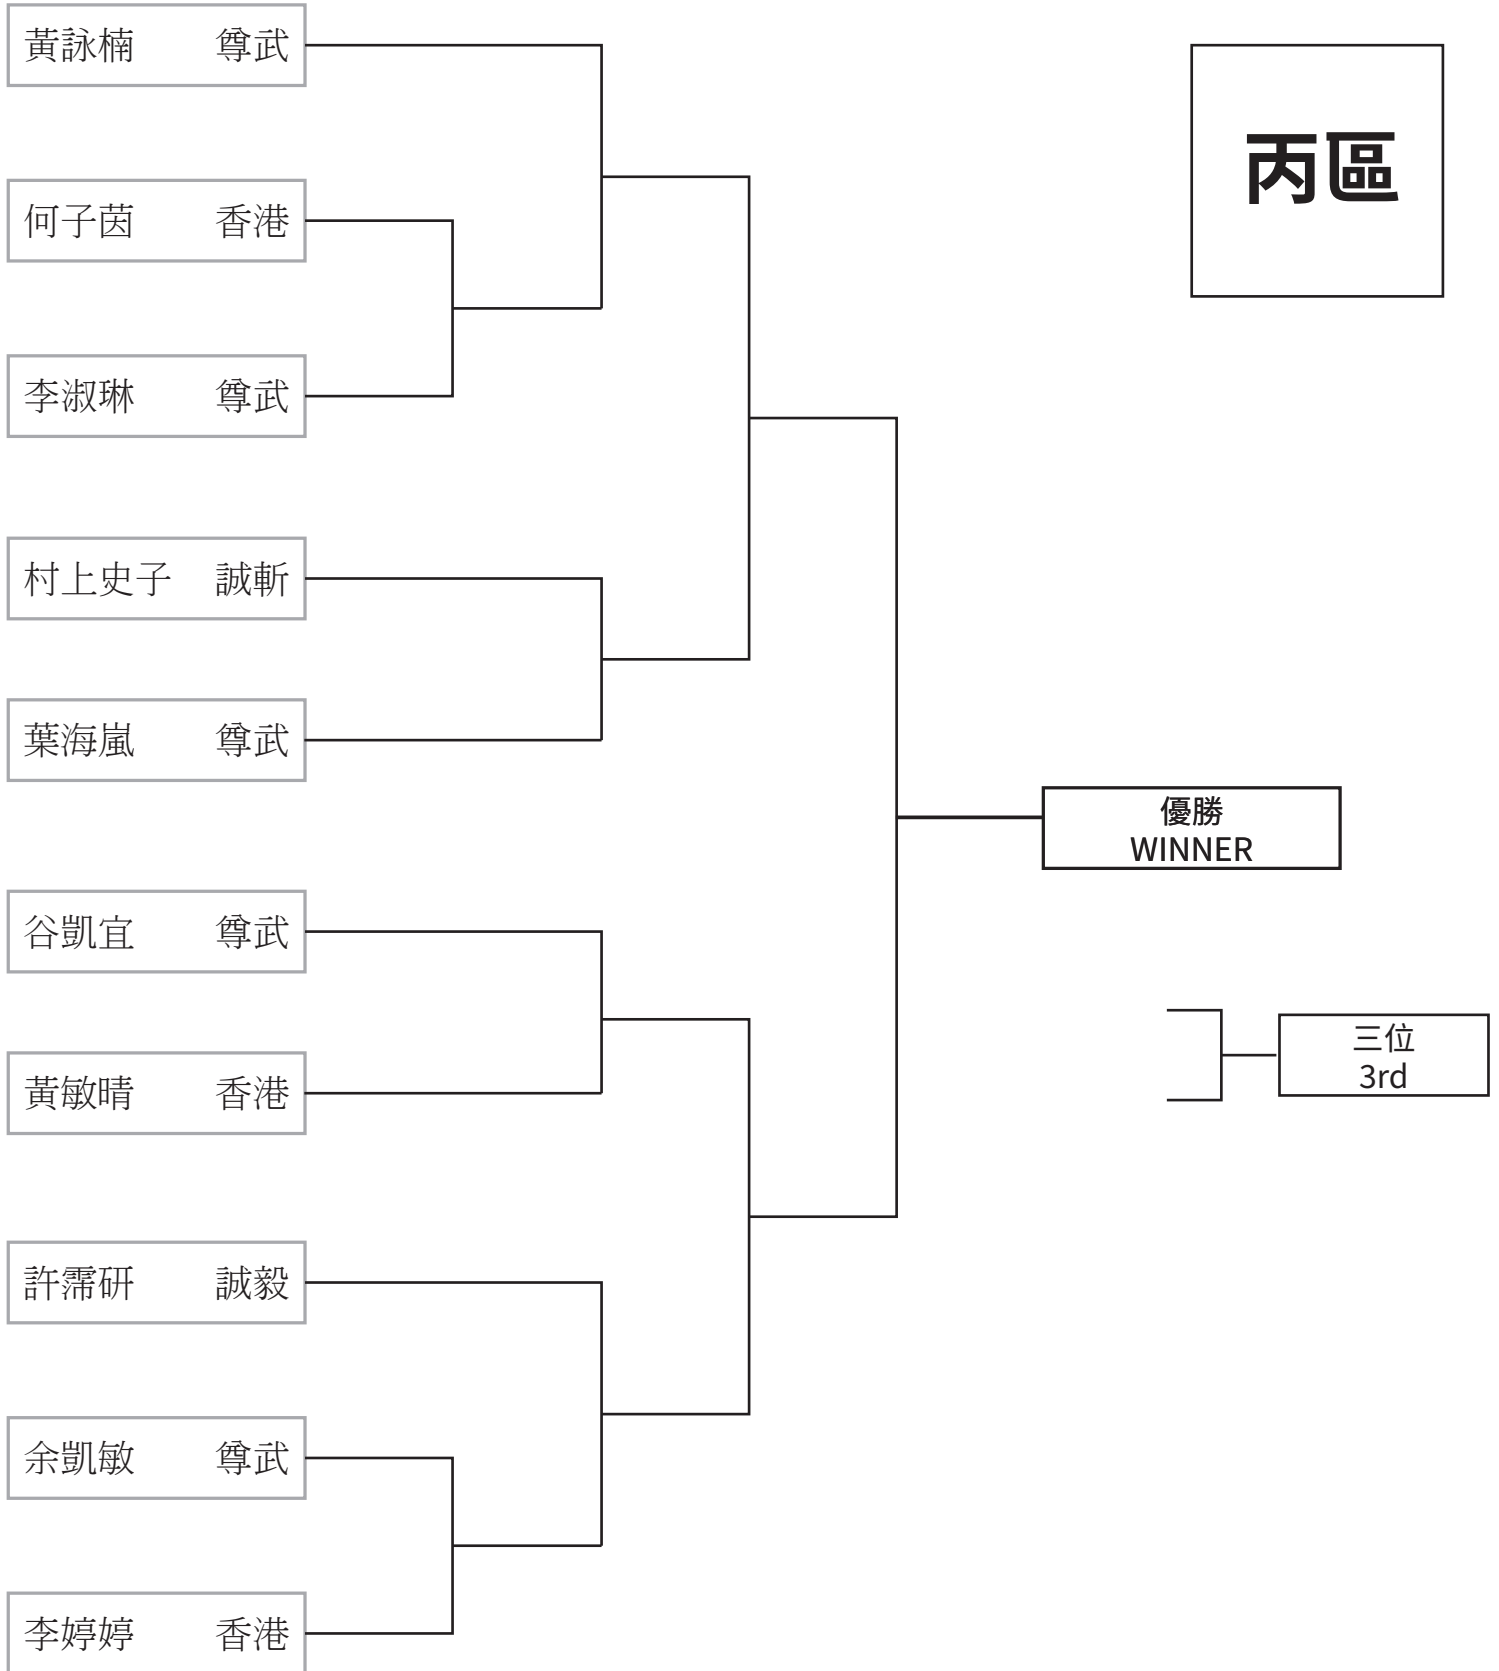 黃詠楠 尊武
丙區
何子茵 香港
李淑琳 尊武
村上史子 誠斬
葉海嵐 尊武
優勝
WINNER
谷凱宜 尊武
三位
3rd
黃敏晴 香港
許霈研 誠毅
余凱敏 尊武
李婷婷 香港